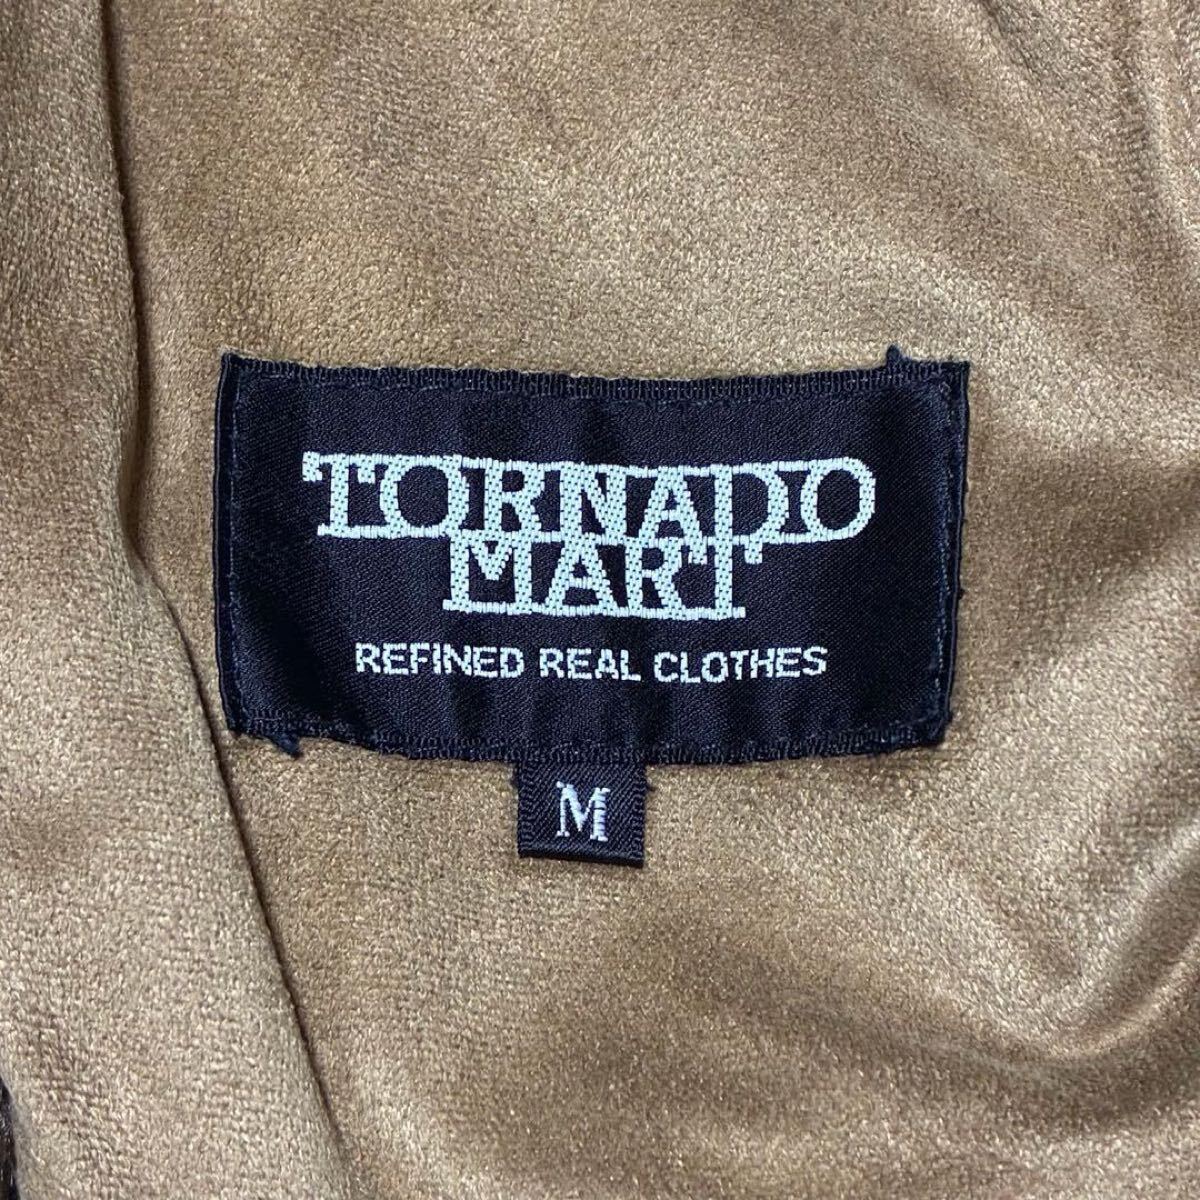 TORNADO
MART
REFINED REAL CLOTHES
M